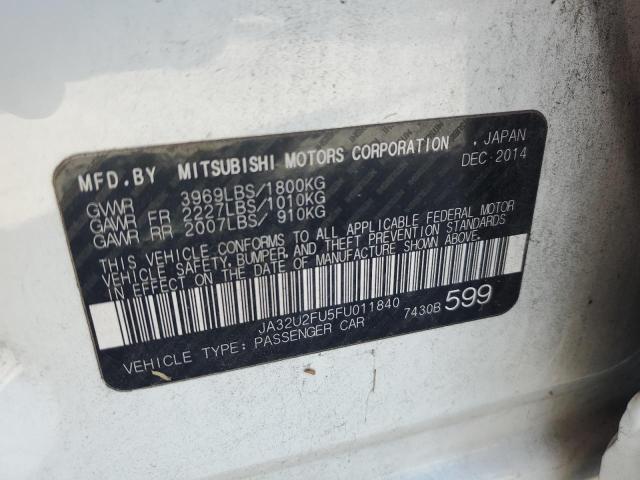 MFD.BY MITSUBISHI MOTORS CORPORATION , JAPAN
DEC 2014
GVWR 3969LBS/1800KG
GAWR FR 2227LBS/1010KG
GAWR RR 2007LBS/ 910KG
THIS VEHICLE CONFORMS TO ALL APPLICABLE FEDERAL MOTOR
VEHICLE SAFETY, BUMPER, AND THEFT PREVENTION STANDARDS
IN EFFECT ON THE DATE OF MANUFACTURE SHOWN ABOVE.
JA32U2FU5FU011840 7430B 599
VEHICLE TYPE: PASSENGER CAR